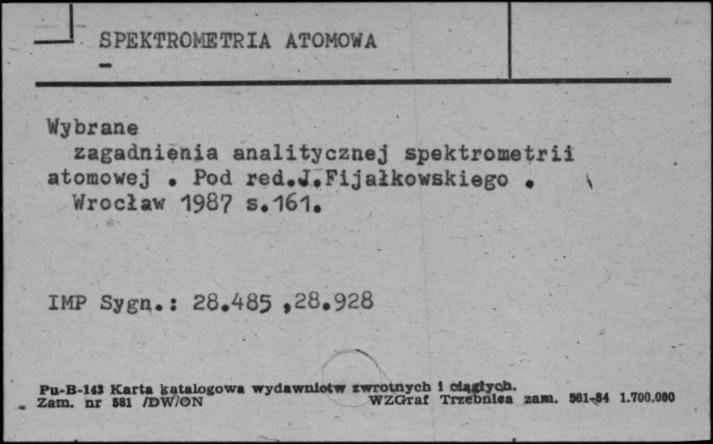 SPEKTROMETRIA ATOMOWA
Wybrane
zagadnienia analitycznej spektrometrii
atomowej . Pod red.J.Fijałkowskiego .
Wrocław 1987 s.161.
IMP Sygn.: 28.485 ,28.928
Pu-B-143 Karta katalogowa wydawnictw zwrotnych i ciągłych.
Zam. nr 581 /DW/ON WZGraf Trzebnica zam. 561-84 1.700.000